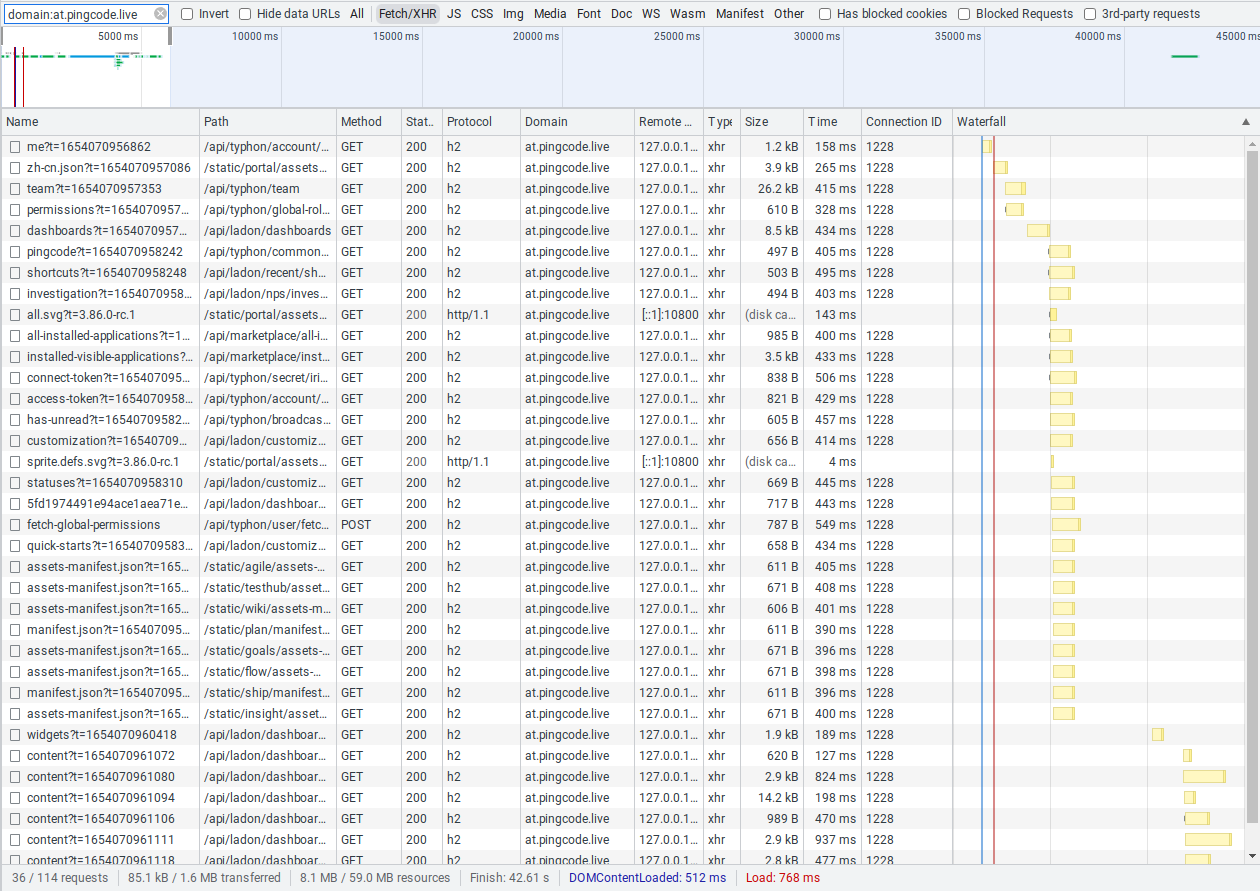 domain:at.pingcode.live Invert Hide data URLs All Fetch/XHR JS CSS Img Media Font Doc WS Wasm Manifest Other Has blocked cookies Blocked Requests 3rd-party requests
5000 ms 10000 ms 15000 ms 20000 ms 25000 ms 30000 ms 35000 ms 40000 ms 45000 ms
Name Path Method Stat.. Protocol Domain Remote ... Type Size Time Connection ID Waterfall
me?t=1654070956862 /api/typhon/account/... GET 200 h2 at.pingcode.live 127.0.0.1... xhr 1.2 kB 158 ms 1228
zh-cn.json?t=1654070957086 /static/portal/assets... GET 200 h2 at.pingcode.live 127.0.0.1... xhr 3.9 kB 265 ms 1228
team?t=1654070957353 /api/typhon/team GET 200 h2 at.pingcode.live 127.0.0.1... xhr 26.2 kB 415 ms 1228
permissions?t=1654070957... /api/typhon/global-rol... GET 200 h2 at.pingcode.live 127.0.0.1... xhr 610 B 328 ms 1228
dashboards?t=1654070957... /api/ladon/dashboards GET 200 h2 at.pingcode.live 127.0.0.1... xhr 8.5 kB 434 ms 1228
pingcode?t=1654070958242 /api/typhon/common... GET 200 h2 at.pingcode.live 127.0.0.1... xhr 497 B 405 ms 1228
shortcuts?t=1654070958248 /api/ladon/recent/sh... GET 200 h2 at.pingcode.live 127.0.0.1... xhr 503 B 495 ms 1228
investigation?t=1654070958... /api/ladon/nps/inves... GET 200 h2 at.pingcode.live 127.0.0.1... xhr 494 B 403 ms 1228
all.svg?t=3.86.0-rc.1 /static/portal/assets... GET 200 http/1.1 at.pingcode.live [::1]:10800 xhr (disk ca... 143 ms
all-installed-applications?t=1... /api/marketplace/all-i... GET 200 h2 at.pingcode.live 127.0.0.1... xhr 985 B 400 ms 1228
installed-visible-applications?... /api/marketplace/inst... GET 200 h2 at.pingcode.live 127.0.0.1... xhr 3.5 kB 433 ms 1228
connect-token?t=165407095... /api/typhon/secret/iri... GET 200 h2 at.pingcode.live 127.0.0.1... xhr 838 B 506 ms 1228
access-token?t=1654070958... /api/typhon/account/... GET 200 h2 at.pingcode.live 127.0.0.1... xhr 821 B 429 ms 1228
has-unread?t=16540709582... /api/typhon/broadcas... GET 200 h2 at.pingcode.live 127.0.0.1... xhr 605 B 457 ms 1228
customization?t=16540709... /api/ladon/customiz... GET 200 h2 at.pingcode.live 127.0.0.1... xhr 656 B 414 ms 1228
sprite.defs.svg?t=3.86.0-rc.1 /static/portal/assets... GET 200 http/1.1 at.pingcode.live [::1]:10800 xhr (disk ca... 4 ms
statuses?t=1654070958310 /api/ladon/customiz... GET 200 h2 at.pingcode.live 127.0.0.1... xhr 669 B 445 ms 1228
5fd1974491e94ace1aea71e... /api/ladon/dashboar... GET 200 h2 at.pingcode.live 127.0.0.1... xhr 717 B 443 ms 1228
fetch-global-permissions /api/typhon/user/fetc... POST 200 h2 at.pingcode.live 127.0.0.1... xhr 787 B 549 ms 1228
quick-starts?t=16540709583... /api/ladon/customiz... GET 200 h2 at.pingcode.live 127.0.0.1... xhr 658 B 434 ms 1228
assets-manifest.json?t=165... /static/agile/assets-... GET 200 h2 at.pingcode.live 127.0.0.1... xhr 611 B 405 ms 1228
assets-manifest.json?t=165... /static/testhub/asset... GET 200 h2 at.pingcode.live 127.0.0.1... xhr 671 B 408 ms 1228
assets-manifest.json?t=165... /static/wiki/assets-m... GET 200 h2 at.pingcode.live 127.0.0.1... xhr 606 B 401 ms 1228
manifest.json?t=165407095... /static/plan/manifest... GET 200 h2 at.pingcode.live 127.0.0.1... xhr 611 B 390 ms 1228
assets-manifest.json?t=165... /static/goals/assets-... GET 200 h2 at.pingcode.live 127.0.0.1... xhr 671 B 396 ms 1228
assets-manifest.json?t=165... /static/flow/assets-... GET 200 h2 at.pingcode.live 127.0.0.1... xhr 671 B 398 ms 1228
manifest.json?t=165407095... /static/ship/manifest... GET 200 h2 at.pingcode.live 127.0.0.1... xhr 611 B 396 ms 1228
assets-manifest.json?t=165... /static/insight/asset... GET 200 h2 at.pingcode.live 127.0.0.1... xhr 671 B 400 ms 1228
widgets?t=1654070960418 /api/ladon/dashboar... GET 200 h2 at.pingcode.live 127.0.0.1... xhr 1.9 kB 189 ms 1228
content?t=1654070961072 /api/ladon/dashboar... GET 200 h2 at.pingcode.live 127.0.0.1... xhr 620 B 127 ms 1228
content?t=1654070961080 /api/ladon/dashboar... GET 200 h2 at.pingcode.live 127.0.0.1... xhr 2.9 kB 824 ms 1228
content?t=1654070961094 /api/ladon/dashboar... GET 200 h2 at.pingcode.live 127.0.0.1... xhr 14.2 kB 198 ms 1228
content?t=1654070961106 /api/ladon/dashboar... GET 200 h2 at.pingcode.live 127.0.0.1... xhr 989 B 470 ms 1228
content?t=1654070961111 /api/ladon/dashboar... GET 200 h2 at.pingcode.live 127.0.0.1... xhr 2.9 kB 937 ms 1228
content?t=1654070961118 /api/ladon/dashboar... GET 200 h2 at.pingcode.live 127.0.0.1... xhr 2.8 kB 477 ms 1228
36 / 114 requests 85.1 kB / 1.6 MB transferred 8.1 MB / 59.0 MB resources Finish: 42.61 s DOMContentLoaded: 512 ms Load: 768 ms